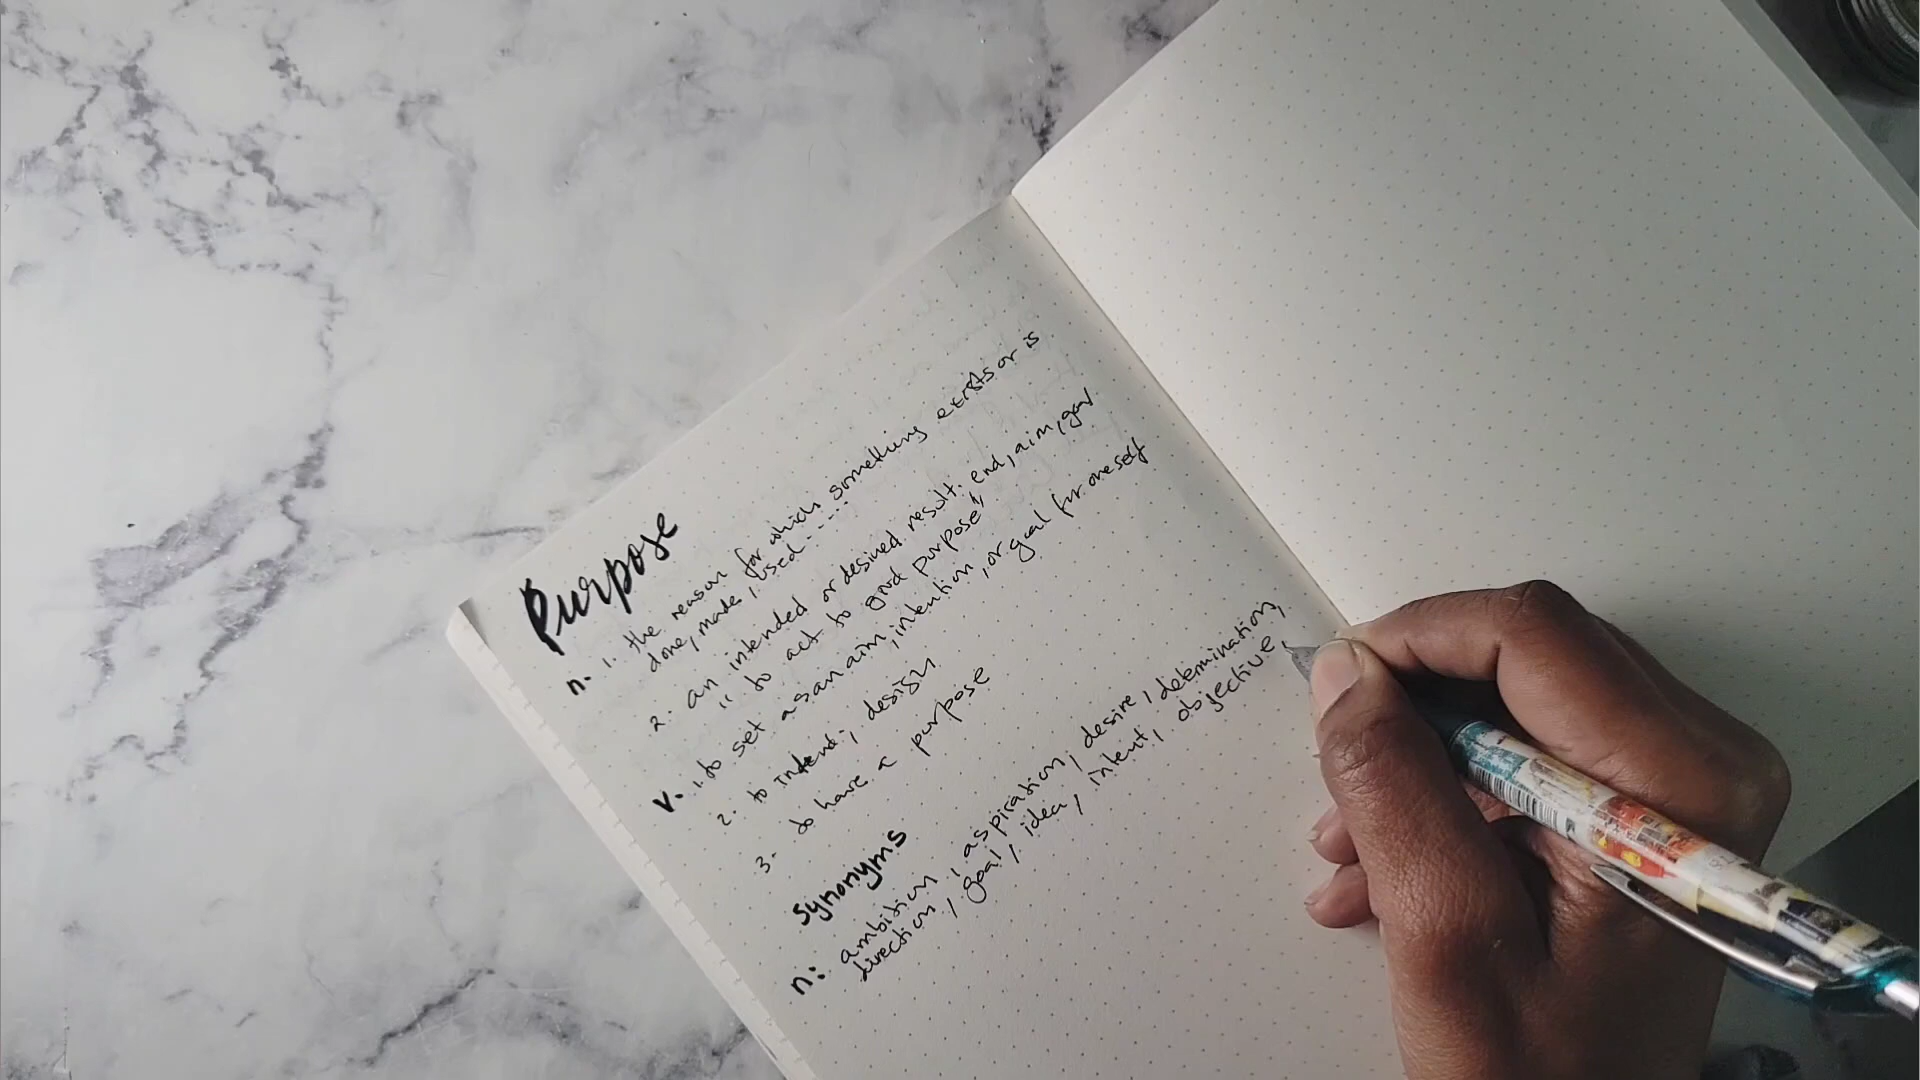 Purpose
n. 1. the reason for which something exists or is
done, made, used....
2. an intended or desired result. end, aim, goal
" to act to good purpose"
v. 1. to set as an aim, intention, or goal for oneself
2. to intend, design
3. to have a purpose
Synonyms
n: ambition, aspiration, desire, determination,
direction, goal, idea, intent, objective,